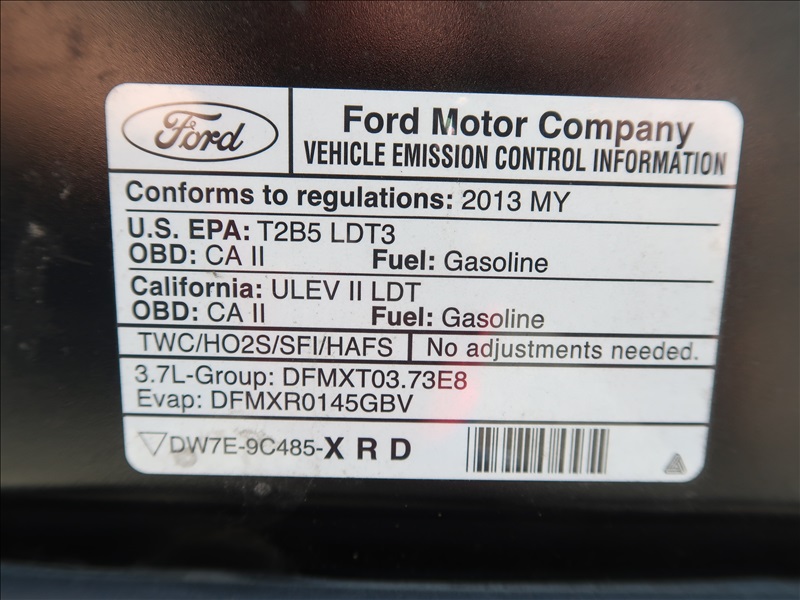 Ford
Ford Motor Company
VEHICLE EMISSION CONTROL INFORMATION
Conforms to regulations: 2013 MY
U.S. EPA: T2B5 LDT3
OBD: CA II Fuel: Gasoline
California: ULEV II LDT
OBD: CA II Fuel: Gasoline
TWC/HO2S/SFI/HAFS No adjustments needed.
3.7L-Group: DFMXT03.73E8
Evap: DFMXR0145GBV
DW7E-9C485-X R D